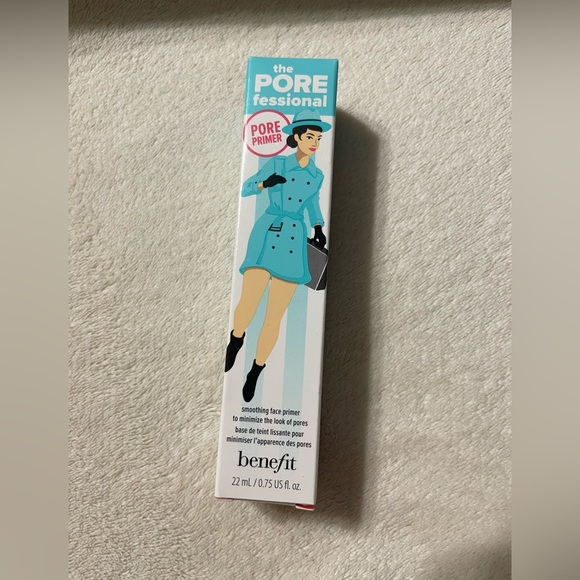 the
PORE
fessional
PORE
PRIMER
smoothing face primer
to minimize the look of pores
base de teint lissante pour
minimiser l'apparence des pores
benefit
22 mL / 0.75 US fl. oz.